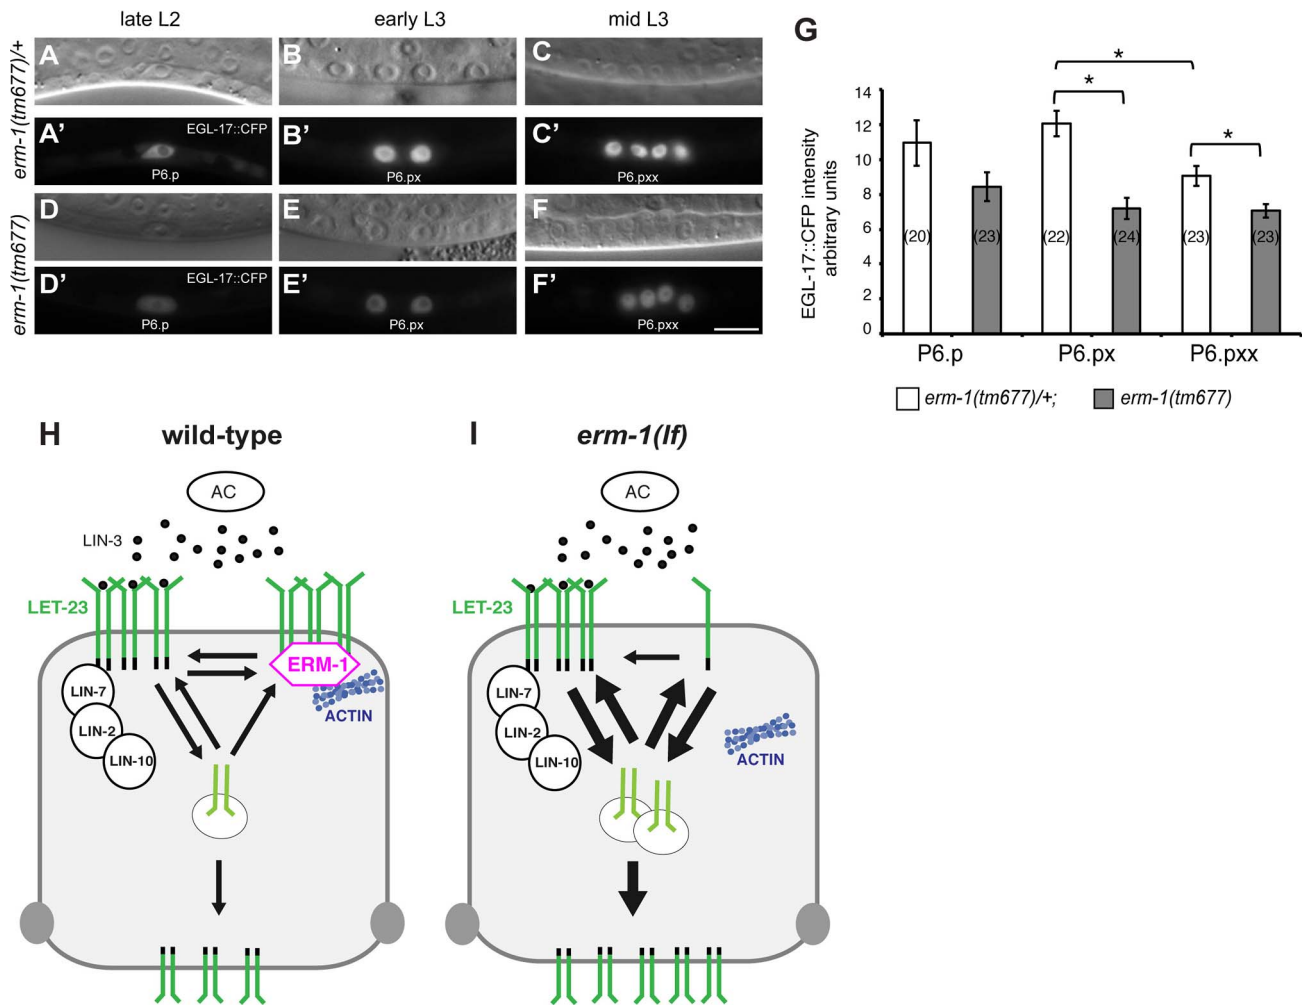 late L2
early L3
mid L3
erm-1(tm677)/+
A
B
C
A’
EGL-17::CFP
P6.p
B’
P6.px
C’
P6.pxx
erm-1(tm677)
D
E
F
D’
EGL-17::CFP
P6.p
E’
P6.px
F’
P6.pxx
G
EGL-17::CFP intensity
arbitrary units
14
12
10
8
6
4
2
0
*
*
*
(20)
(23)
(22)
(24)
(23)
(23)
P6.p
P6.px
P6.pxx
erm-1(tm677)/+;
erm-1(tm677)
H
wild-type
AC
LIN-3
LET-23
ERM-1
ACTIN
LIN-7
LIN-2
LIN-10
I
erm-1(lf)
AC
LET-23
LIN-7
LIN-2
LIN-10
ACTIN